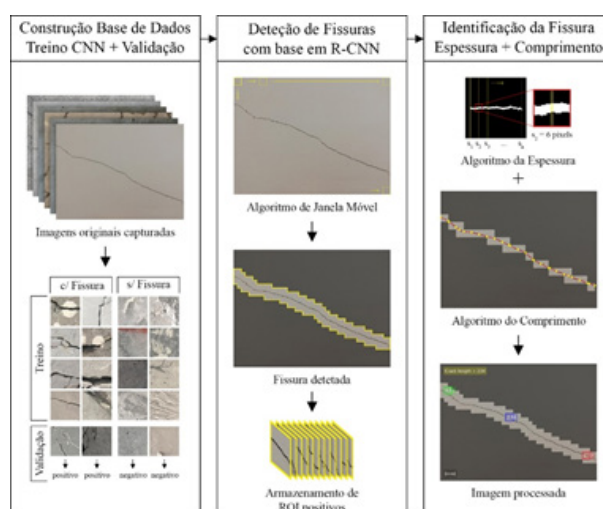 Construção Base de Dados
Treino CNN + Validação
Imagens originais capturadas
c/ Fissura
s/ Fissura
Treino
Validação
positivo
positivo
negativo
negativo
Deteção de Fissuras
com base em R-CNN
Algoritmo de Janela Móvel
Fissura detetada
Armazenamento de
ROI positivos
Identificação da Fissura
Espessura + Comprimento
= 6 pixels
Algoritmo da Espessura
+
Algoritmo do Comprimento
Imagem processada